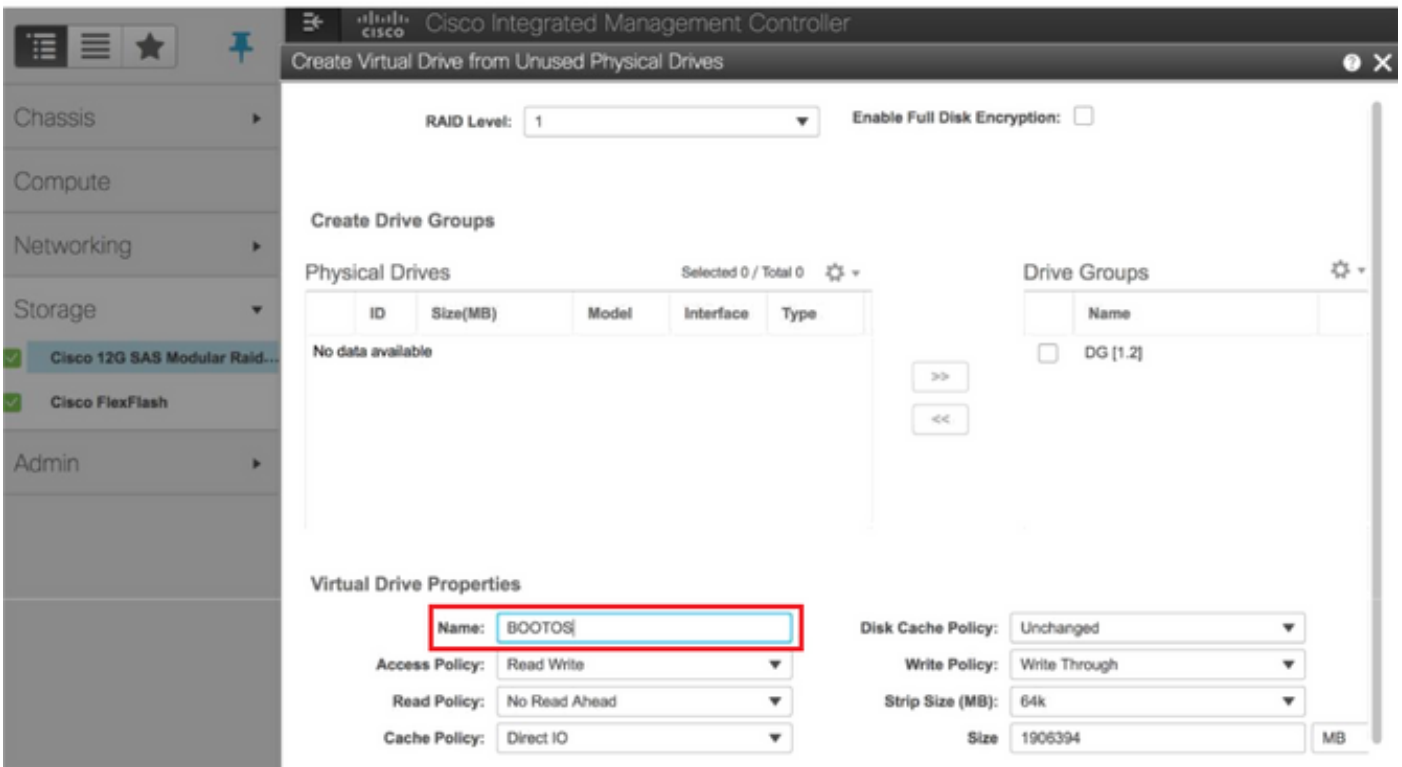 cisco Cisco Integrated Management Controller
Create Virtual Drive from Unused Physical Drives
Chassis
Compute
Networking
Storage
Cisco 12G SAS Modular Raid...
Cisco FlexFlash
Admin
RAID Level: 1 Enable Full Disk Encryption:
Create Drive Groups
Physical Drives Selected 0 / Total 0 Drive Groups
ID Size(MB) Model Interface Type Name
No data available DG [1.2]
>>
<<
Virtual Drive Properties
Name: BOOTOS Disk Cache Policy: Unchanged
Access Policy: Read Write Write Policy: Write Through
Read Policy: No Read Ahead Strip Size (MB): 64k
Cache Policy: Direct IO Size 1906394 MB